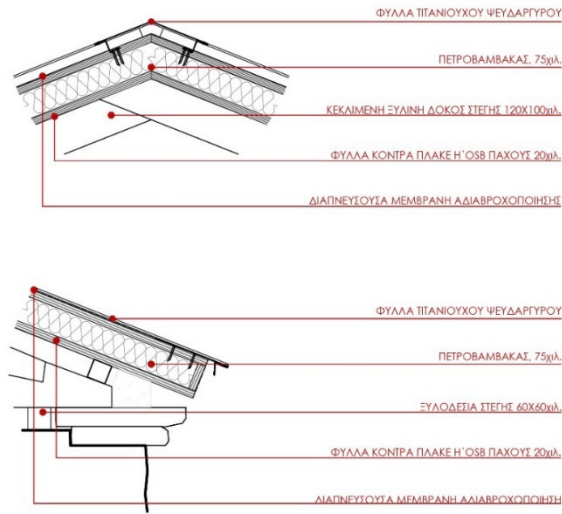 ΦΥΛΛΑ ΤΙΤΑΝΙΟΥΧΟΥ ΨΕΥΔΑΡΓΥΡΟΥ
ΠΕΤΡΟΒΑΜΒΑΚΑΣ, 75χιλ.
ΚΕΚΛΙΜΕΝΗ ΞΥΛΙΝΗ ΔΟΚΟΣ ΣΤΕΓΗΣ 120Χ100χιλ.
ΦΥΛΛΑ ΚΟΝΤΡΑ ΠΛΑΚΕ Η΄OSB ΠΑΧΟΥΣ 20χιλ.
ΔΙΑΠΝΕΥΣΟΥΣΑ ΜΕΜΒΡΑΝΗ ΑΔΙΑΒΡΟΧΟΠΟΙΗΣΗΣ
ΦΥΛΛΑ ΤΙΤΑΝΙΟΥΧΟΥ ΨΕΥΔΑΡΓΥΡΟΥ
ΠΕΤΡΟΒΑΜΒΑΚΑΣ, 75χιλ.
ΞΥΛΟΔΕΣΙΑ ΣΤΕΓΗΣ 60Χ60χιλ.
ΦΥΛΛΑ ΚΟΝΤΡΑ ΠΛΑΚΕ Η΄OSB ΠΑΧΟΥΣ 20χιλ.
ΔΙΑΠΝΕΥΣΟΥΣΑ ΜΕΜΒΡΑΝΗ ΑΔΙΑΒΡΟΧΟΠΟΙΗΣΗ